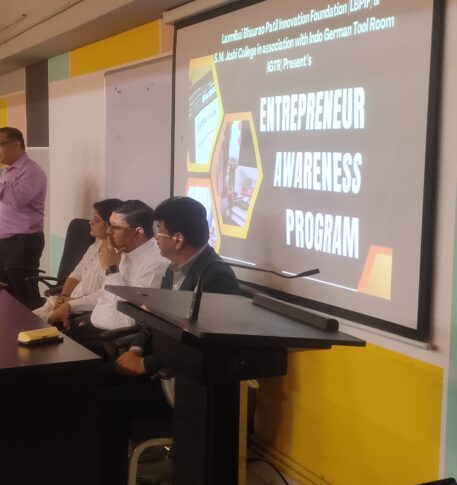 Laxmibai Bhaurao Patil Innovation Foundation (LBPIF) &
S. M. Joshi College in association with Indo German Tool Room
(IGTR) Present's
ENTREPRENEUR
AWARENESS
PROGRAM